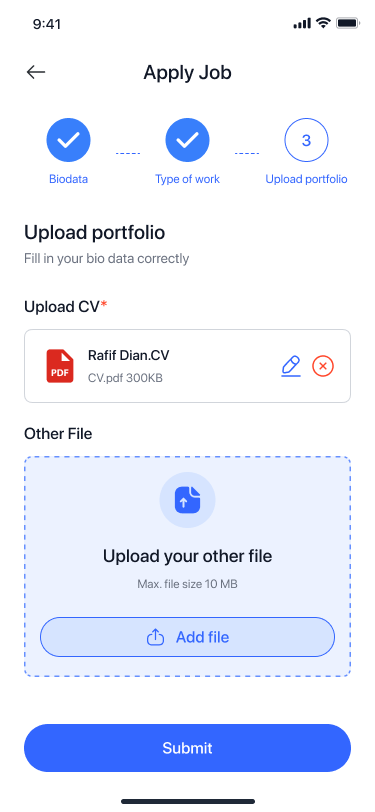 9:41
Apply Job
3
Biodata
Type of work
Upload portfolio
Upload portfolio
Fill in your bio data correctly
Upload CV*
PDF
Rafif Dian.CV
CV.pdf 300KB
Other File
Upload your other file
Max. file size 10 MB
Add file
Submit